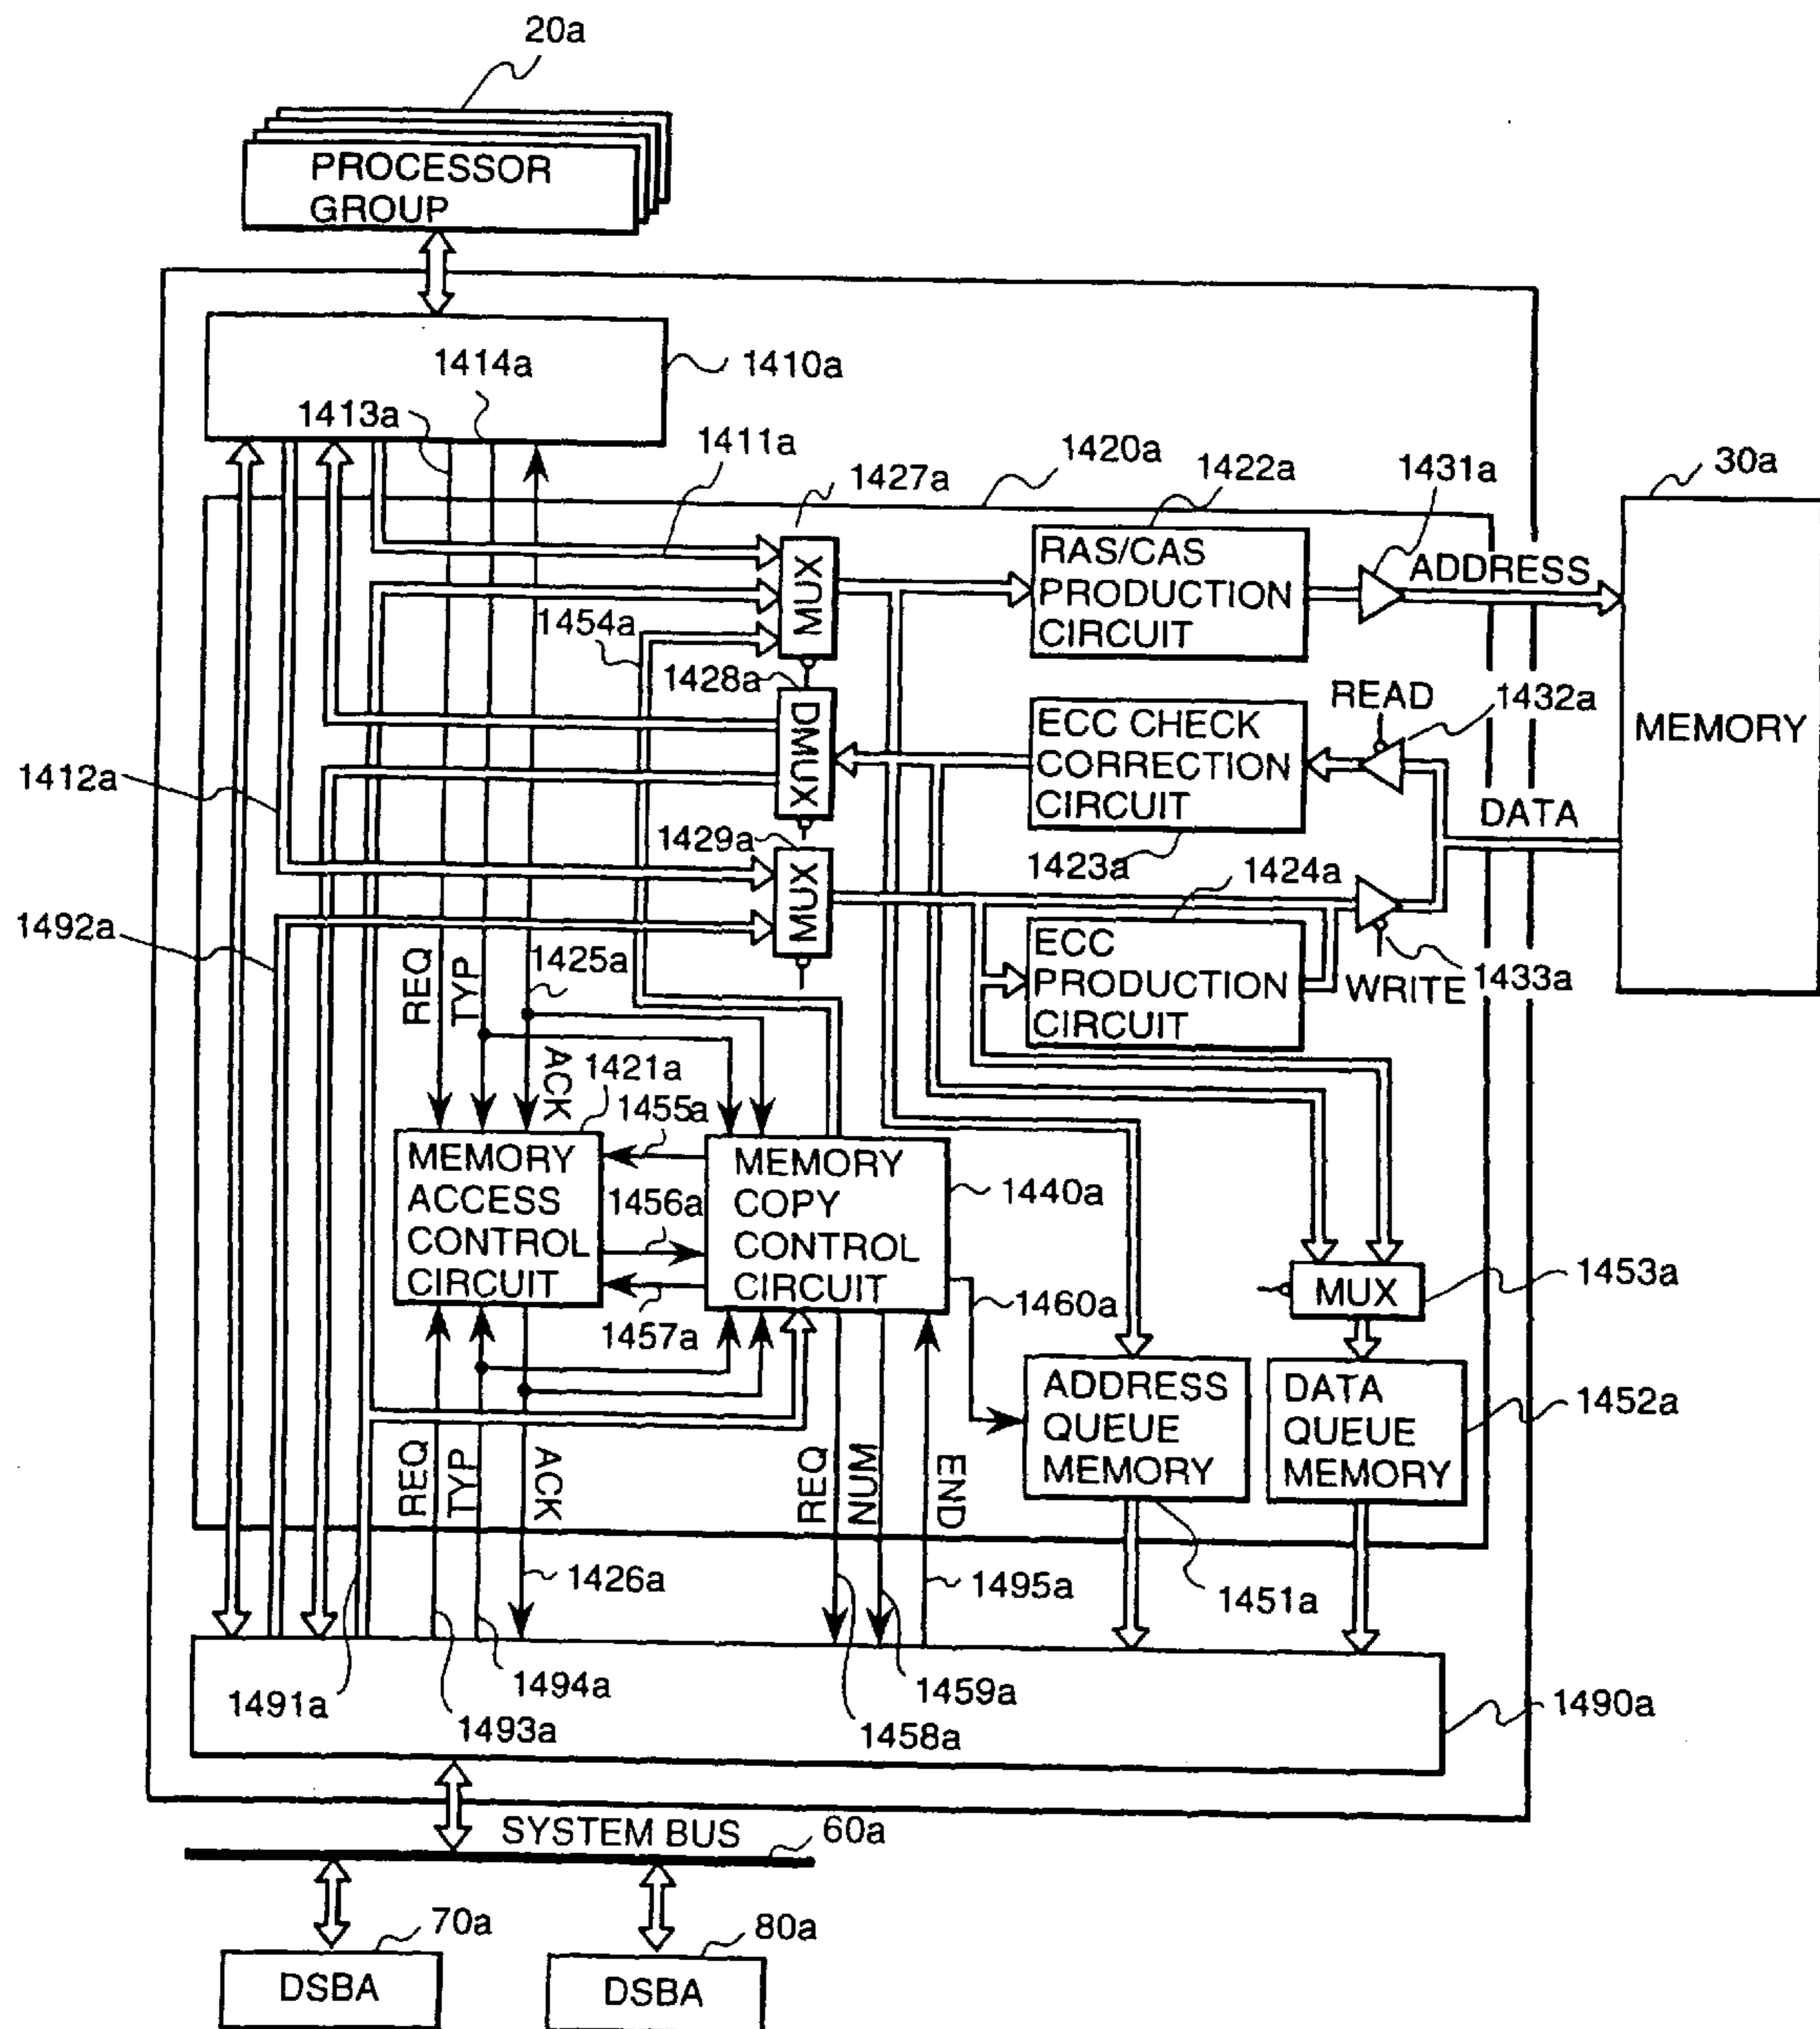 20a
PROCESSOR
GROUP
1414a
1410a
1413a
1411a
1427a
1420a
1422a
1431a
30a
RAS/CAS
PRODUCTION
CIRCUIT
ADDRESS
MUX
1454a
1428a
DMUX
ECC CHECK
CORRECTION
CIRCUIT
READ
1432a
MEMORY
1412a
DATA
1429a
1423a
1424a
MUX
1492a
REQ
TYP
1425a
ECC
PRODUCTION
CIRCUIT
WRITE
1433a
ACK
1421a
1455a
MEMORY
ACCESS
CONTROL
CIRCUIT
1456a
MEMORY
COPY
CONTROL
CIRCUIT
1440a
1457a
1460a
MUX
1453a
ADDRESS
QUEUE
MEMORY
DATA
QUEUE
MEMORY
1452a
REQ
TYP
ACK
REQ
NUM
END
1426a
1495a
1451a
1491a
1493a
1494a
1458a
1459a
1490a
SYSTEM BUS
60a
70a
80a
DSBA
DSBA